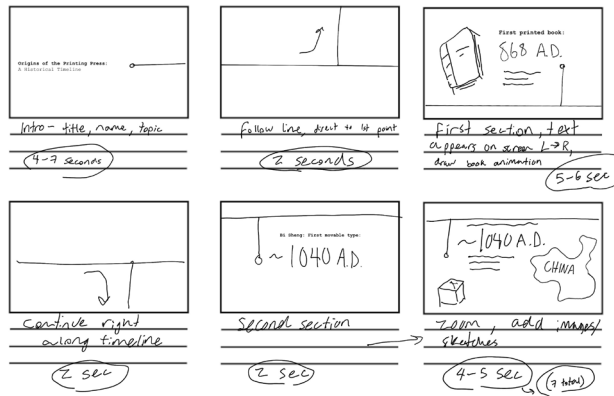 Origins of the Printing Press:
A Historical Timeline
Intro - title, name, topic
4-7 seconds
Follow line, direct to 1st point
2 seconds
First printed book:
868 A.D.
First section, text
appears on screen L→R,
draw book animation
5-6 sec
Continue right
along timeline
2 sec
Bi Sheng: First movable type:
~1040 A.D.
Second section
2 sec
~1040 A.D.
CHINA
Zoom, add images/
sketches
4-5 sec
(7 total)